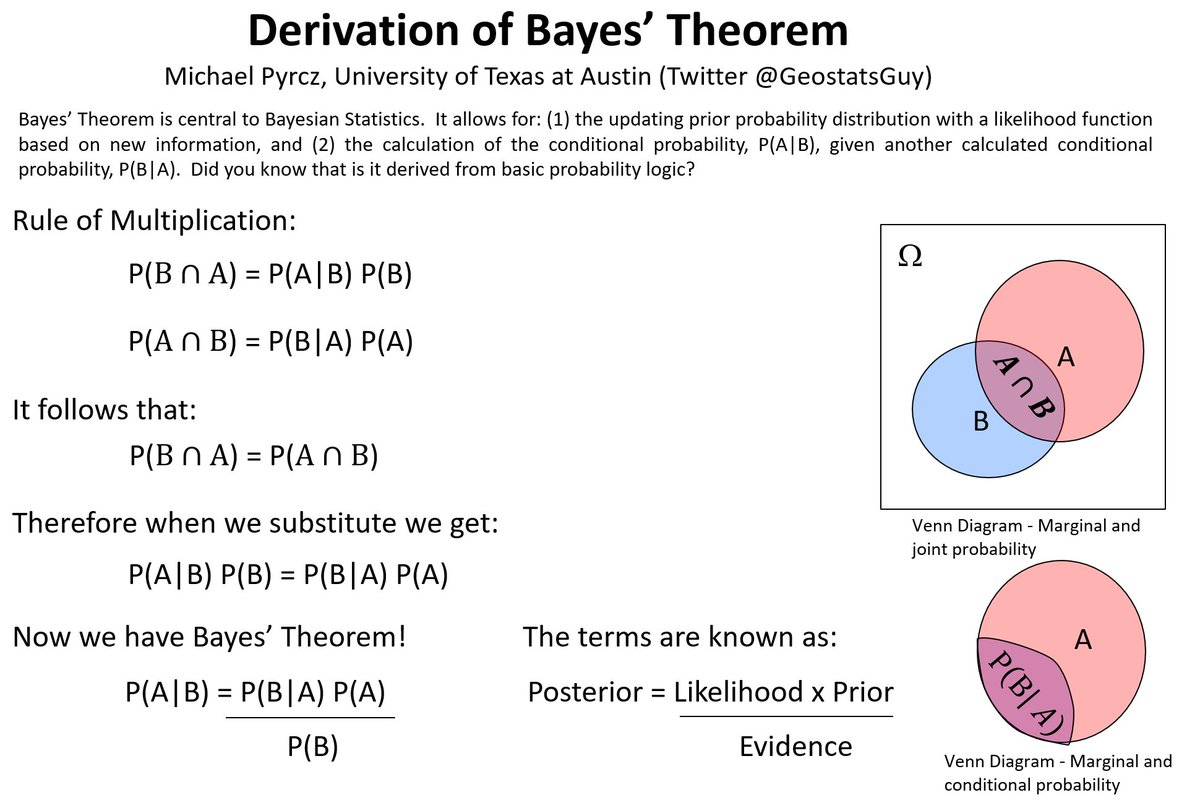 Derivation of Bayes’ Theorem
Michael Pyrcz, University of Texas at Austin (Twitter @GeostatsGuy)
Bayes’ Theorem is central to Bayesian Statistics. It allows for: (1) the updating prior probability distribution with a likelihood function
based on new information, and (2) the calculation of the conditional probability, P(A|B), given another calculated conditional
probability, P(B|A). Did you know that is it derived from basic probability logic?
Rule of Multiplication:
P(B ∩ A) = P(A|B) P(B)
P(A ∩ B) = P(B|A) P(A)
It follows that:
P(B ∩ A) = P(A ∩ B)
Therefore when we substitute we get:
P(A|B) P(B) = P(B|A) P(A)
Now we have Bayes’ Theorem!
P(A|B) = P(B|A) P(A)
P(B)
The terms are known as:
Posterior = Likelihood x Prior
Evidence
Ω
A
A ∩ B
B
Venn Diagram - Marginal and
joint probability
A
P(B| A)
Venn Diagram - Marginal and
conditional probability